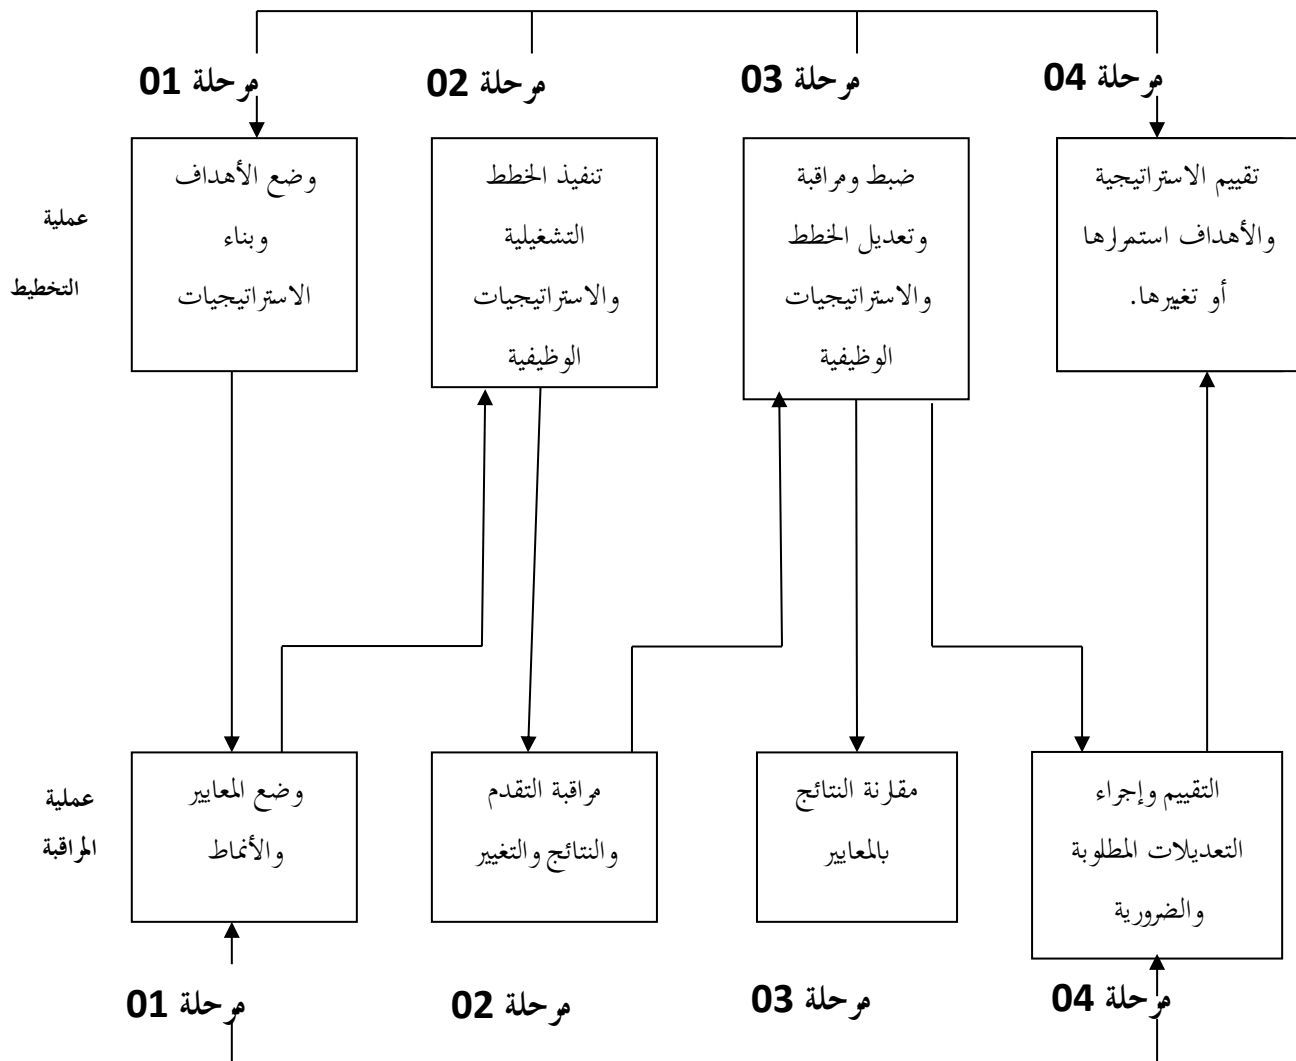 مرحلة 01
مرحلة 02
مرحلة 03
مرحلة 04
عملية
التخطيط
وضع الأهداف
وبناء
الاستراتيجيات
تنفيذ الخطط
التشغيلية
والاستراتيجيات
الوظيفية
ضبط ومراقبة
وتعديل الخطط
والاستراتيجيات
الوظيفية
تقييم الاستراتيجية
والأهداف استمرارها
أو تغييرها.
عملية
المراقبة
وضع المعايير
والأنماط
مراقبة التقدم
والنتائج والتغيير
مقارنة النتائج
بالمعايير
التقييم وإجراء
التعديلات المطلوبة
والضرورية
مرحلة 01
مرحلة 02
مرحلة 03
مرحلة 04